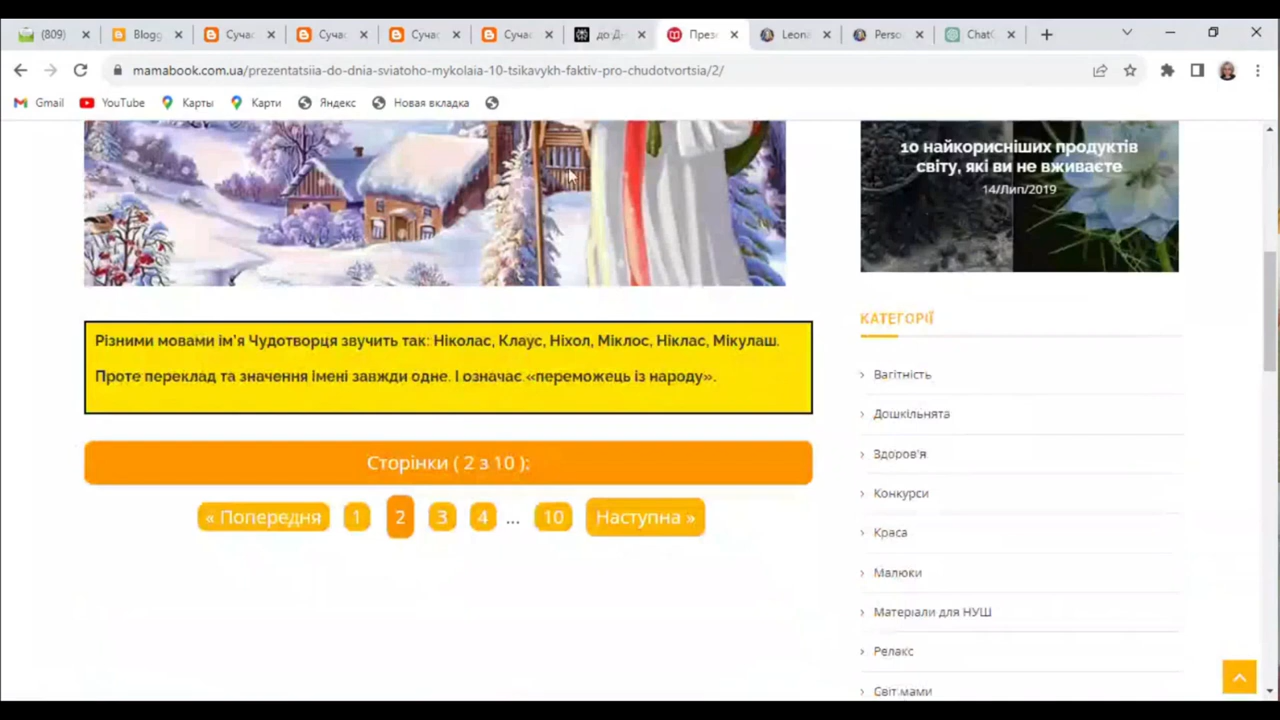 (809)
Blogg
Сучас
Сучас
Сучас
Сучас
до Д
През
Leona
Perso
ChatG
mamabook.com.ua/prezentatsiia-do-dnia-sviatoho-mykolaia-10-tsikavykh-faktiv-pro-chudotvortsia/2/
Gmail
YouTube
Карты
Карти
Яндекс
Новая вкладка
10 найкорисніших продуктів
світу, які ви не вживаєте
14/Лип/2019
Різними мовами ім'я Чудотворця звучить так: Ніколас, Клаус, Ніхол, Міклос, Ніклас, Мікулаш.
Проте переклад та значення імені завжди одне. І означає «переможець із народу».
Сторінки ( 2 з 10 ):
« Попередня 1 2 3 4 ... 10 Наступна »
КАТЕГОРІЇ
Вагітність
Дошкільнята
Здоров'я
Конкурси
Краса
Малюки
Матеріали для НУШ
Релакс
Світ мами